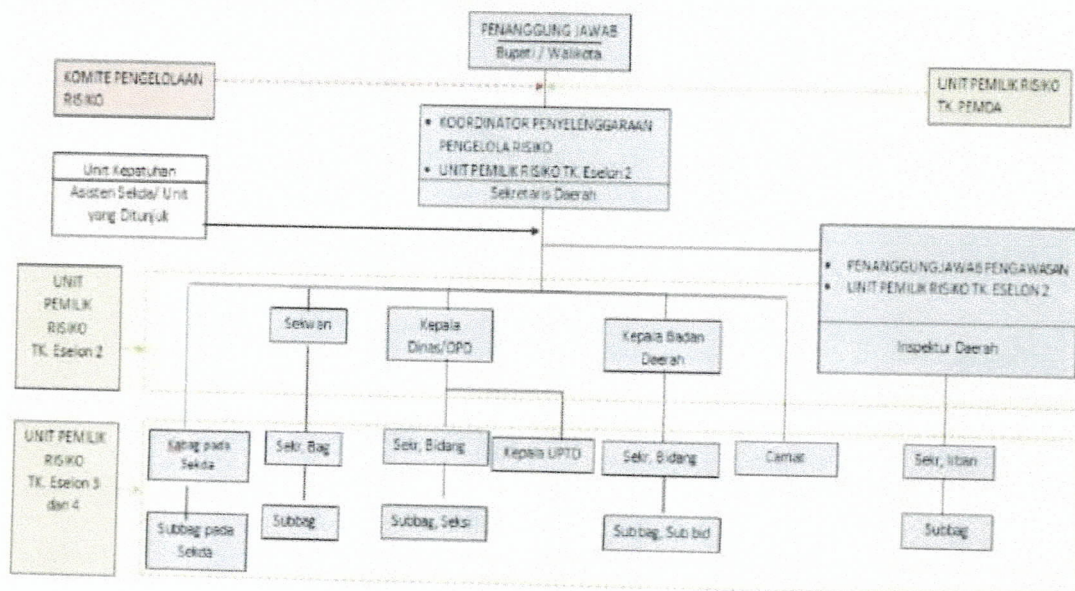 PENANGGUNG JAWAB
Bupati / Walikota
KOMITE PENGELOLAAN
RISIKO
UNIT PEMILIK RISIKO
TK. PEMDA
• KOORDINATOR PENYELENGGARAAN
PENGELOLA RISIKO
• UNIT PEMILIK RISIKO TK. Eselon 2
Sekretaris Daerah
Unit Kepatuhan
Asisten Sekda/ Unit
yang Ditunjuk
• PENANGGUNG JAWAB PENGAWASAN
• UNIT PEMILIK RISIKO TK. ESELON 2
Inspektur Daerah
UNIT
PEMILIK
RISIKO
TK. Eselon 2
Sekwan
Kepala
Dinas/OPD
Kepala Badan
Daerah
UNIT PEMILIK
RISIKO
TK. Eselon 3
dan 4
Kabag pada
Sekda
Sekr, Bag
Sekr, Bidang
Kepala UPTD
Sekr, Bidang
Camat
Sekr, Irban
Subbag pada
Sekda
Subbag
Subbag, Seksi
Subbag, Sub bid
Subbag